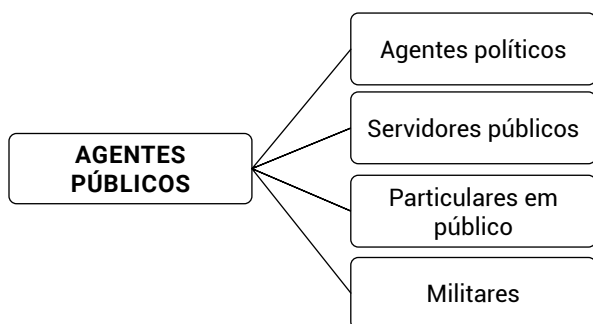 AGENTES
PÚBLICOS
Agentes políticos
Servidores públicos
Particulares em
público
Militares